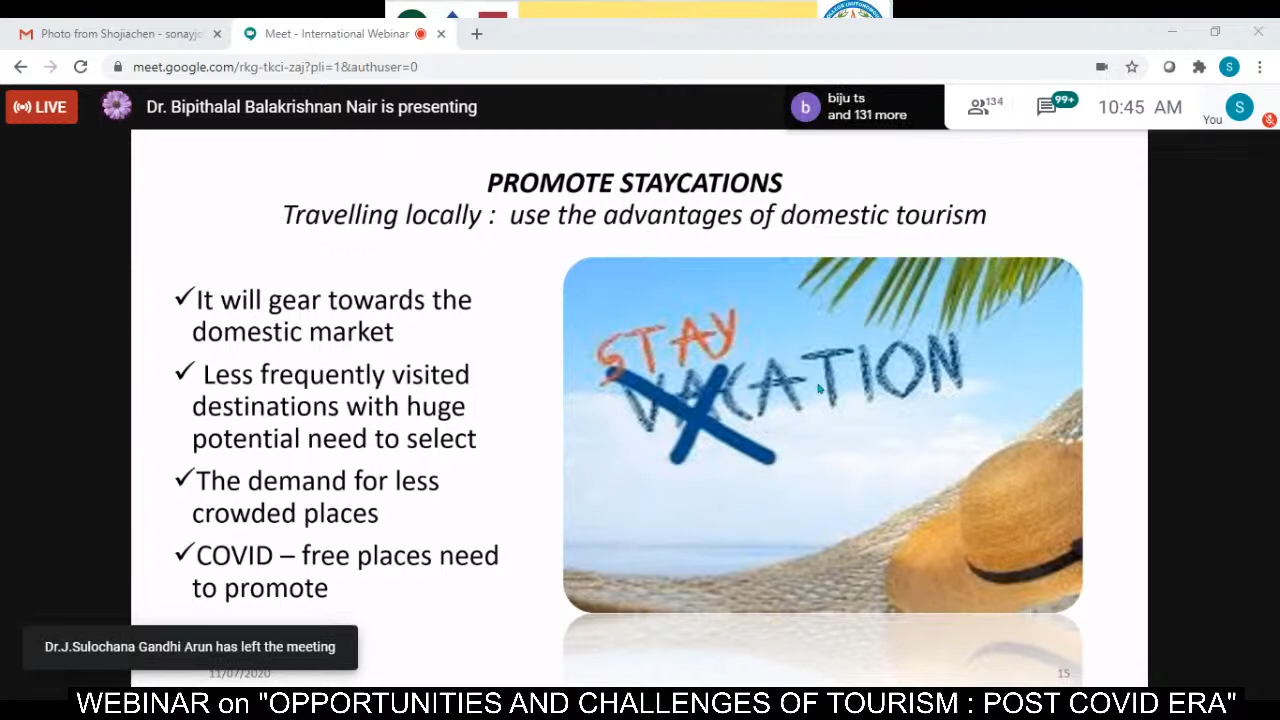 Photo from Shojiachen - sonayjo
Meet - International Webinar
meet.google.com/rkg-tkci-zaj?pli=1&authuser=0
S
LIVE
Dr. Bipithalal Balakrishnan Nair is presenting
b
biju ts
and 131 more
134
99+
10:45 AM
You
S
PROMOTE STAYCATIONS
Travelling locally : use the advantages of domestic tourism
✓It will gear towards the
domestic market
✓ Less frequently visited
destinations with huge
potential need to select
✓The demand for less
crowded places
✓COVID – free places need
to promote
STAY
VACATION
Dr.J.Sulochana Gandhi Arun has left the meeting
11/07/2020
15
WEBINAR on "OPPORTUNITIES AND CHALLENGES OF TOURISM : POST COVID ERA"